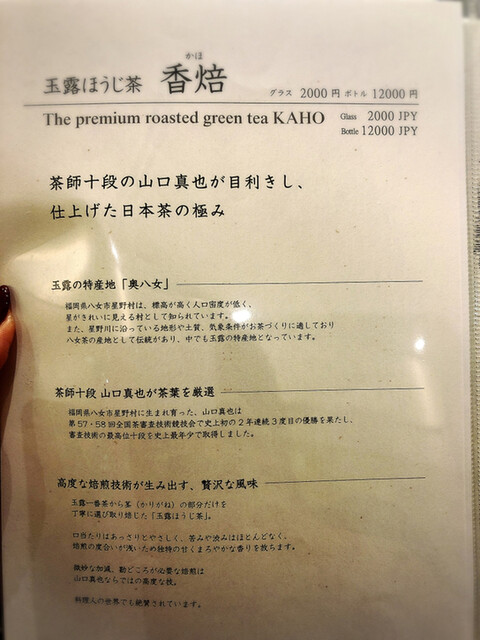 かほ
玉露ほうじ茶 香焙 グラス 2000円 ボトル 12000円
The premium roasted green tea KAHO Glass 2000 JPY
Bottle 12000 JPY
茶師十段の山口真也が目利きし、
仕上げた日本茶の極み
玉露の特産地「奥八女」
福岡県八女市星野村は、標高が高く人口密度が低く、
星がきれいに見える村として知られています。
また、星野川に沿っている地形や土質、気象条件がお茶づくりに適しており
八女茶の産地として伝統があり、中でも玉露の特産地となっています。
茶師十段 山口真也が茶葉を厳選
福岡県八女市星野村に生まれ育った、山口真也は
第57・58回全国茶審査技術競技会で史上初の2年連続3度目の優勝を果たし、
審査技術の最高位十段を史上最年少で取得しました。
高度な焙煎技術が生み出す、贅沢な風味
玉露一番茶から茎(かりがね)の部分だけを
丁寧に選び取り焙じた「玉露ほうじ茶」。
口当たりはあっさりとやさしく、苦みや渋みはほとんどなく、
焙煎の度合いが浅いため独特の甘くまろやかな香りを放ちます。
微妙な加減、勘どころが必要な焙煎は
山口真也ならではの高度な技。
料理人の世界でも絶賛されています。